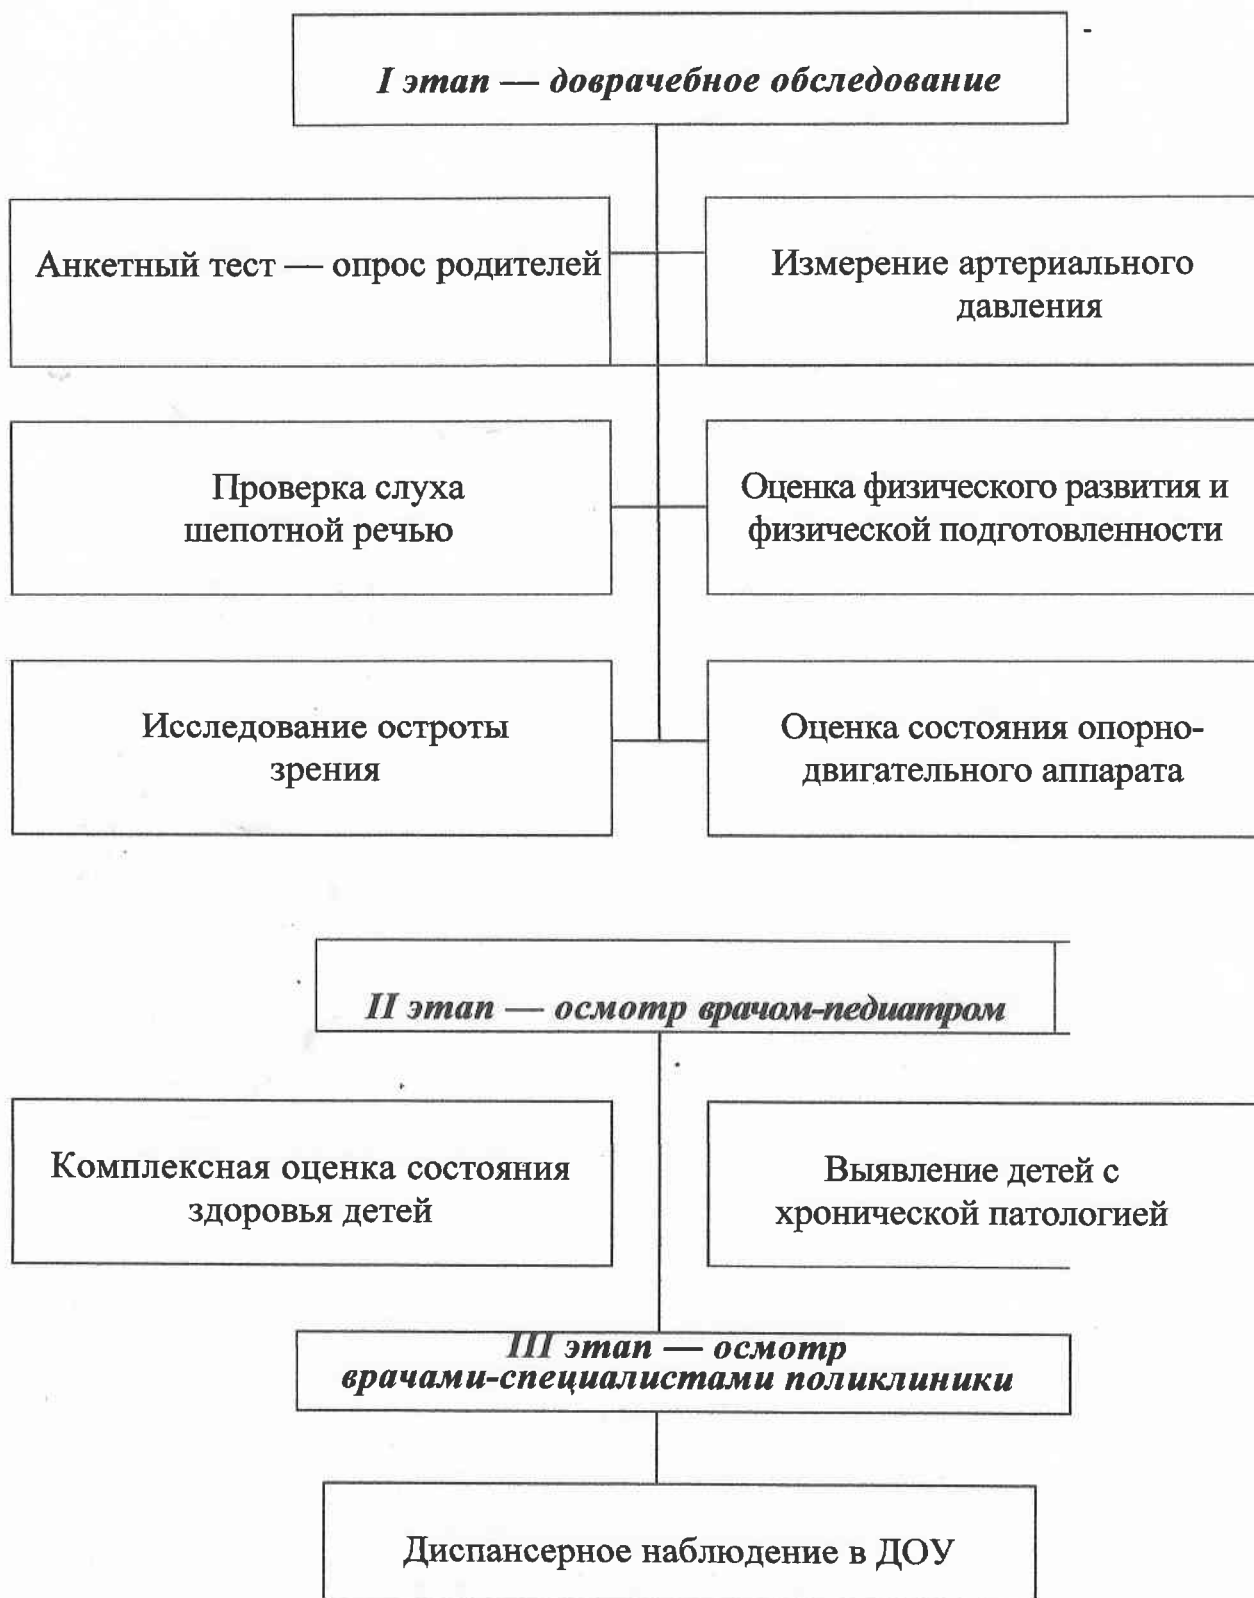 I этап — доврачебное обследование
Анкетный тест — опрос родителей
Измерение артериального
давления
Проверка слуха
шепотной речью
Оценка физического развития и
физической подготовленности
Исследование остроты
зрения
Оценка состояния опорно-
двигательного аппарата
II этап — осмотр врачом-педиатром
Комплексная оценка состояния
здоровья детей
Выявление детей с
хронической патологией
III этап — осмотр
врачами-специалистами поликлиники
Диспансерное наблюдение в ДОУ